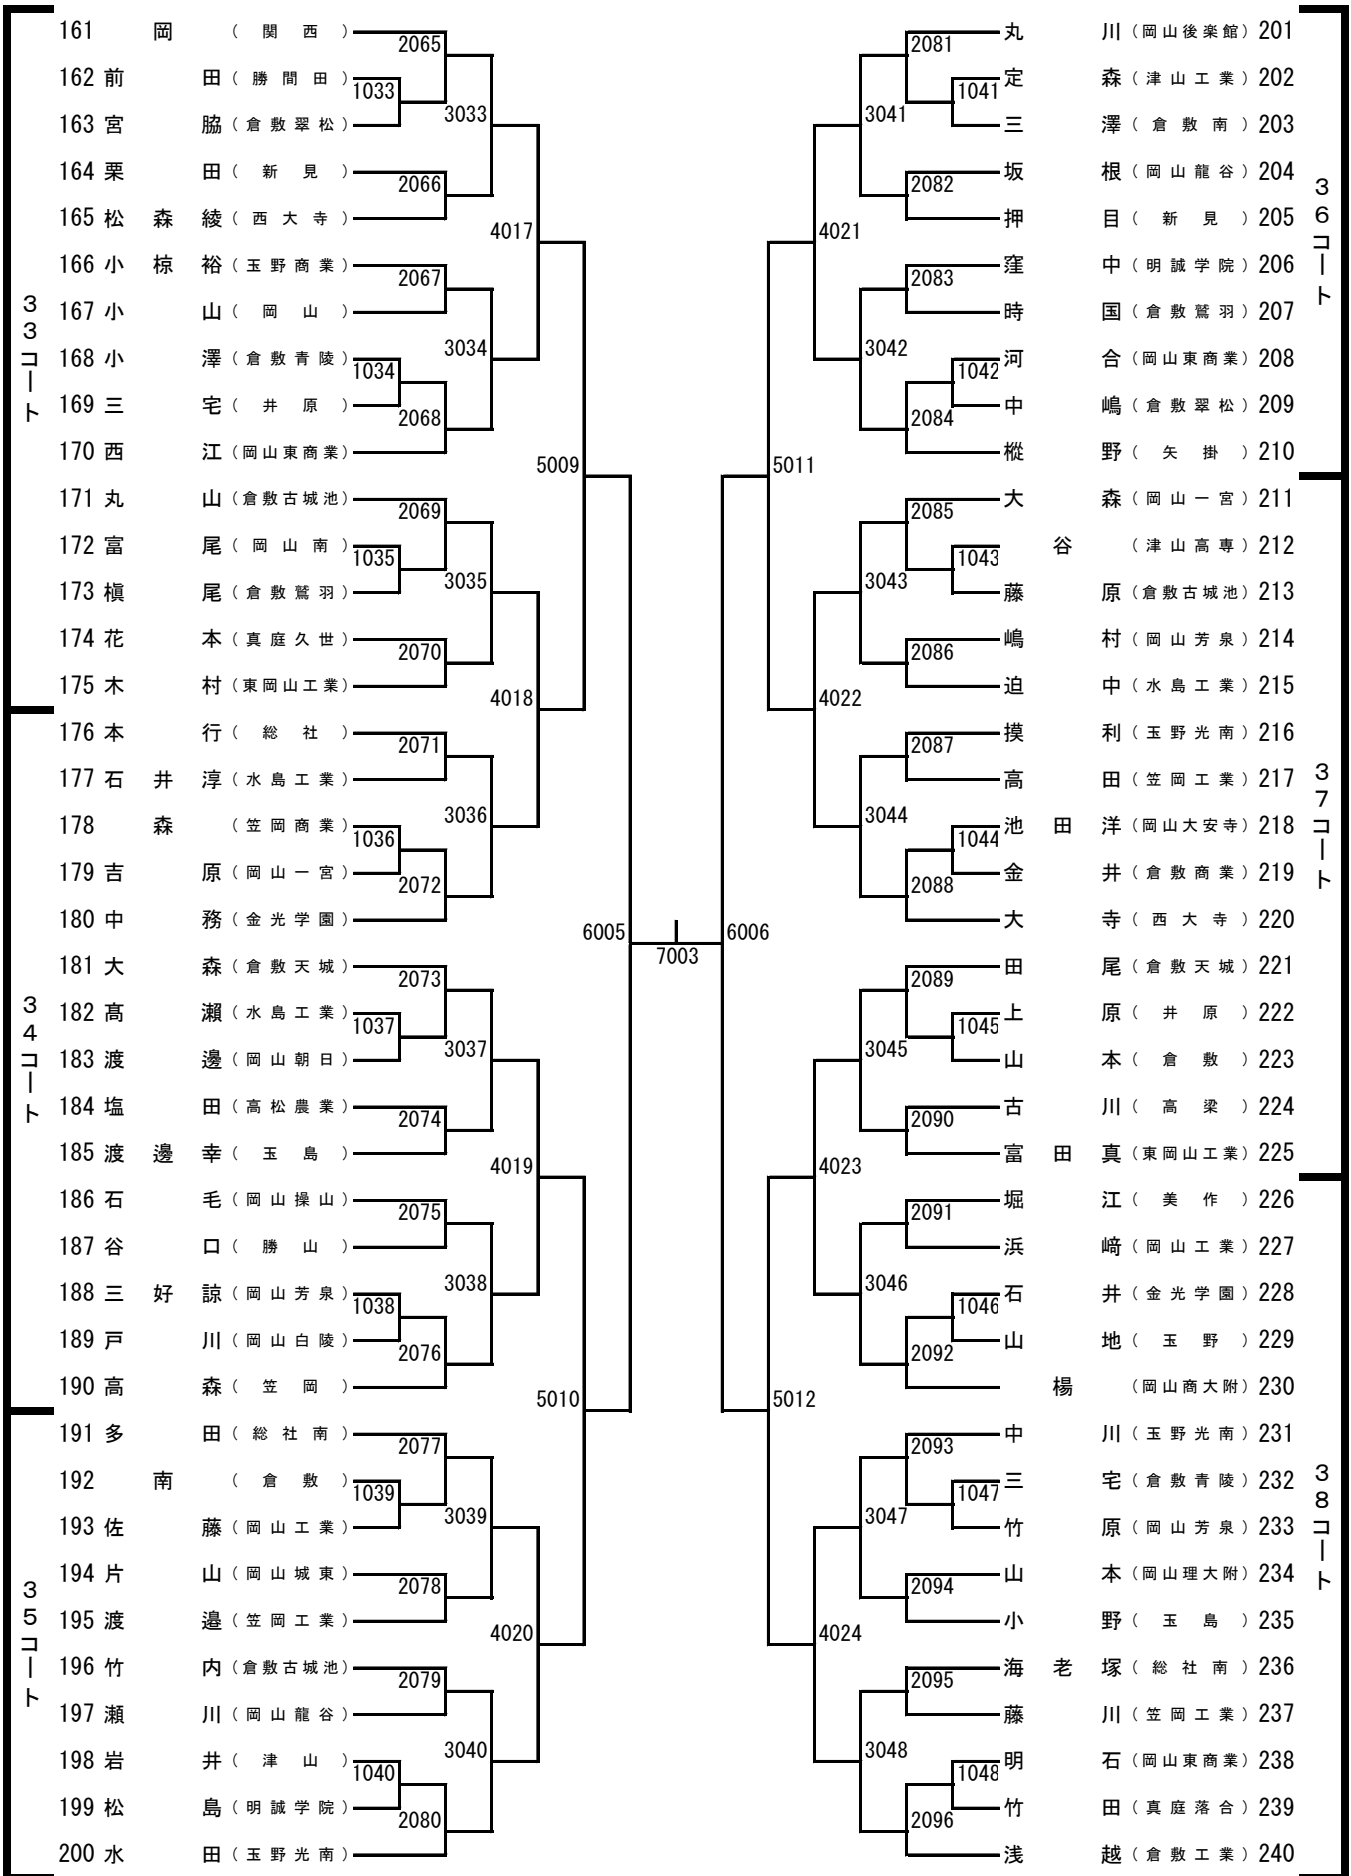 33コート
34コート
35コート
161 岡 (関西)
162 前田 (勝間田)
163 宮脇 (倉敷翠松)
164 栗田 (新見)
165 松森綾 (西大寺)
166 小椋裕 (玉野商業)
167 小山 (岡山)
168 小澤 (倉敷青陵)
169 三宅 (井原)
170 西江 (岡山東商業)
171 丸山 (倉敷古城池)
172 富尾 (岡山南)
173 槇尾 (倉敷鷲羽)
174 花本 (真庭久世)
175 木村 (東岡山工業)
176 本行 (総社)
177 石井淳 (水島工業)
178 森 (笠岡商業)
179 吉原 (岡山一宮)
180 中務 (金光学園)
181 大森 (倉敷天城)
182 髙瀬 (水島工業)
183 渡邊 (岡山朝日)
184 塩田 (高松農業)
185 渡邊幸 (玉島)
186 石毛 (岡山操山)
187 谷口 (勝山)
188 三好諒 (岡山芳泉)
189 戸川 (岡山白陵)
190 高森 (笠岡)
191 多田 (総社南)
192 南 (倉敷)
193 佐藤 (岡山工業)
194 片山 (岡山城東)
195 渡邉 (笠岡工業)
196 竹内 (倉敷古城池)
197 瀬川 (岡山龍谷)
198 岩井 (津山)
199 松島 (明誠学院)
200 水田 (玉野光南)
1033
1034
1035
1036
1037
1038
1039
1040
2065
2066
2067
2068
2069
2070
2071
2072
2073
2074
2075
2076
2077
2078
2079
2080
3033
3034
3035
3036
3037
3038
3039
3040
4017
4018
4019
4020
5009
5010
6005
7003
6006
5011
5012
4021
4022
4023
4024
3041
3042
3043
3044
3045
3046
3047
3048
2081
2082
2083
2084
2085
2086
2087
2088
2089
2090
2091
2092
2093
2094
2095
2096
1041
1042
1043
1044
1045
1046
1047
1048
丸川 (岡山後楽館) 201
定森 (津山工業) 202
三澤 (倉敷南) 203
坂根 (岡山龍谷) 204
押目 (新見) 205
窪中 (明誠学院) 206
時国 (倉敷鷲羽) 207
河合 (岡山東商業) 208
中嶋 (倉敷翠松) 209
樅野 (矢掛) 210
大森 (岡山一宮) 211
谷 (津山高専) 212
藤原 (倉敷古城池) 213
嶋村 (岡山芳泉) 214
迫中 (水島工業) 215
摸利 (玉野光南) 216
高田 (笠岡工業) 217
池田洋 (岡山大安寺) 218
金井 (倉敷商業) 219
大寺 (西大寺) 220
田尾 (倉敷天城) 221
上原 (井原) 222
山本 (倉敷) 223
古川 (高梁) 224
富田真 (東岡山工業) 225
堀江 (美作) 226
浜﨑 (岡山工業) 227
石井 (金光学園) 228
山地 (玉野) 229
楊 (岡山商大附) 230
中川 (玉野光南) 231
三宅 (倉敷青陵) 232
竹原 (岡山芳泉) 233
山本 (岡山理大附) 234
小野 (玉島) 235
海老塚 (総社南) 236
藤川 (笠岡工業) 237
明石 (岡山東商業) 238
竹田 (真庭落合) 239
浅越 (倉敷工業) 240
36コート
37コート
38コート